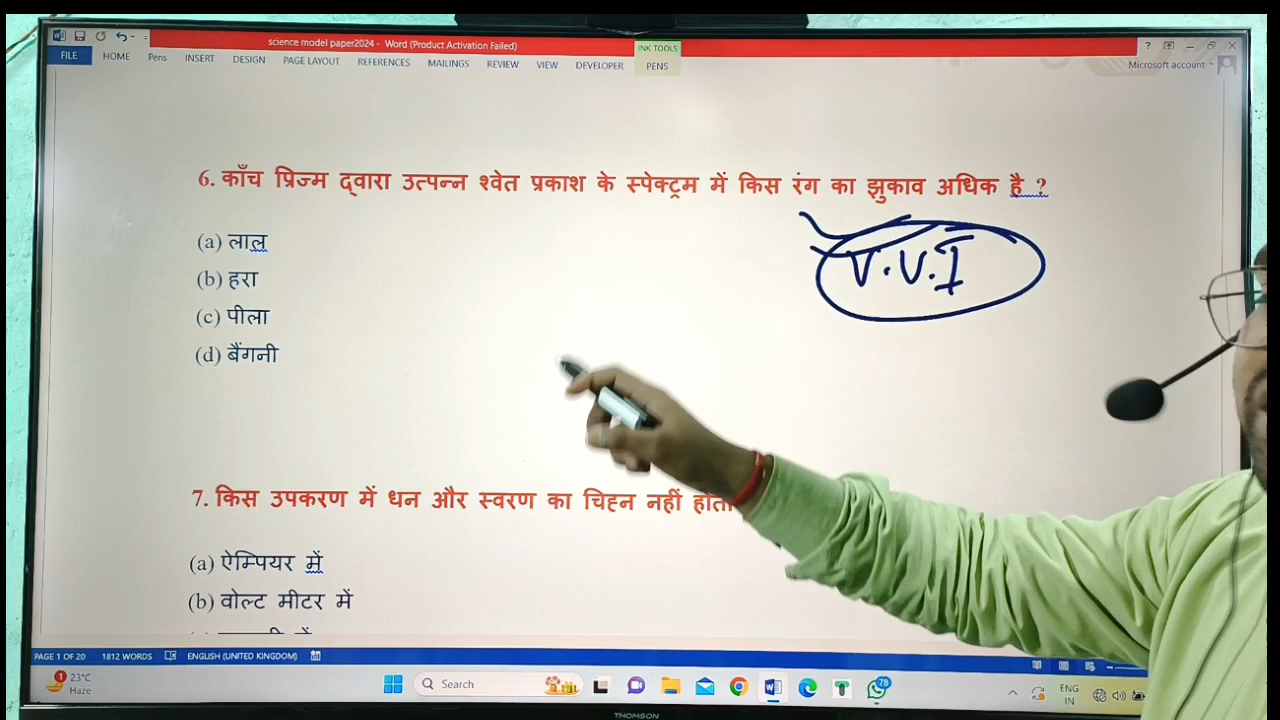 science model paper2024 - Word (Product Activation Failed)
INK TOOLS
FILE HOME Pens INSERT DESIGN PAGE LAYOUT REFERENCES MAILINGS REVIEW VIEW DEVELOPER PENS
Microsoft account
6. काँच प्रिज्म द्वारा उत्पन्न श्वेत प्रकाश के स्पेक्ट्रम में किस रंग का झुकाव अधिक है ?
(a) लाल
V.V.I
(b) हरा
(c) पीला
(d) बैंगनी
7. किस उपकरण में धन और स्वरण का चिह्न नहीं होता
(a) ऐम्पियर में
(b) वोल्ट मीटर में
PAGE 1 OF 20 1812 WORDS ENGLISH (UNITED KINGDOM)
1
23°C
Haze
Search
78
ENG
IN
THOMSON